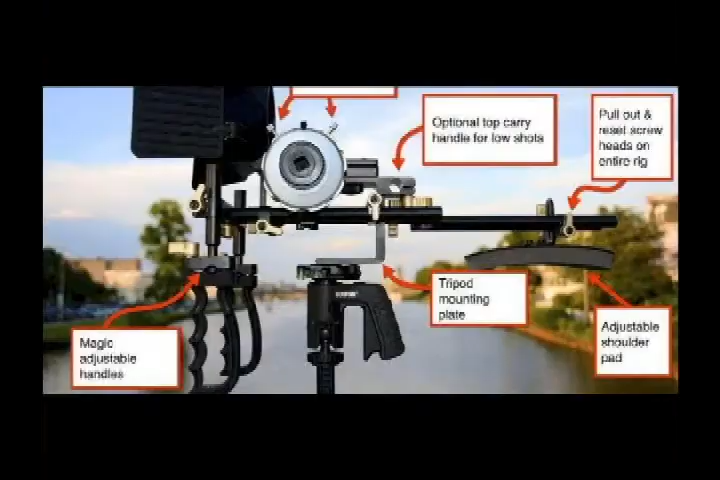 Optional top carry
handle for low shots
Pull out &
reset screw
heads on
entire rig
Tripod
mounting
plate
Magic
adjustable
handles
Adjustable
shoulder
pad